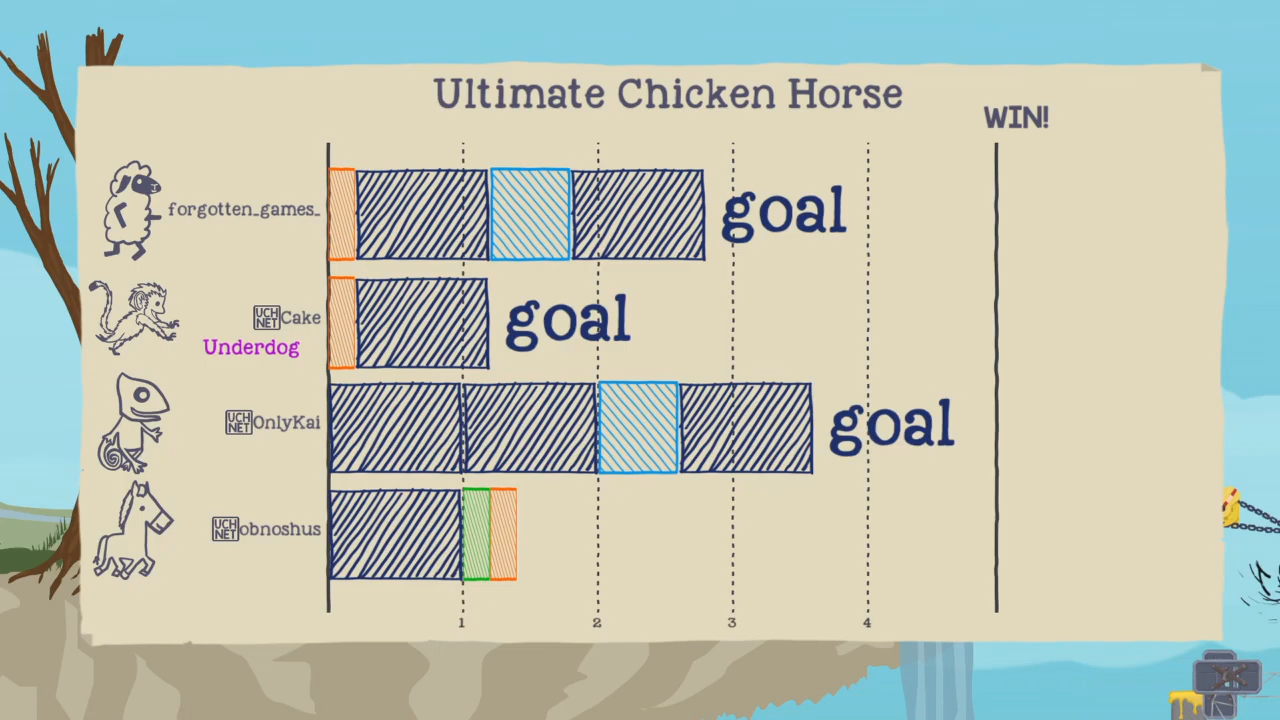 Ultimate Chicken Horse
WIN!
forgotten_games_ goal
UCH NET Cake goal
Underdog
UCH NET OnlyKai goal
UCH NET obnoshus
1 2 3 4